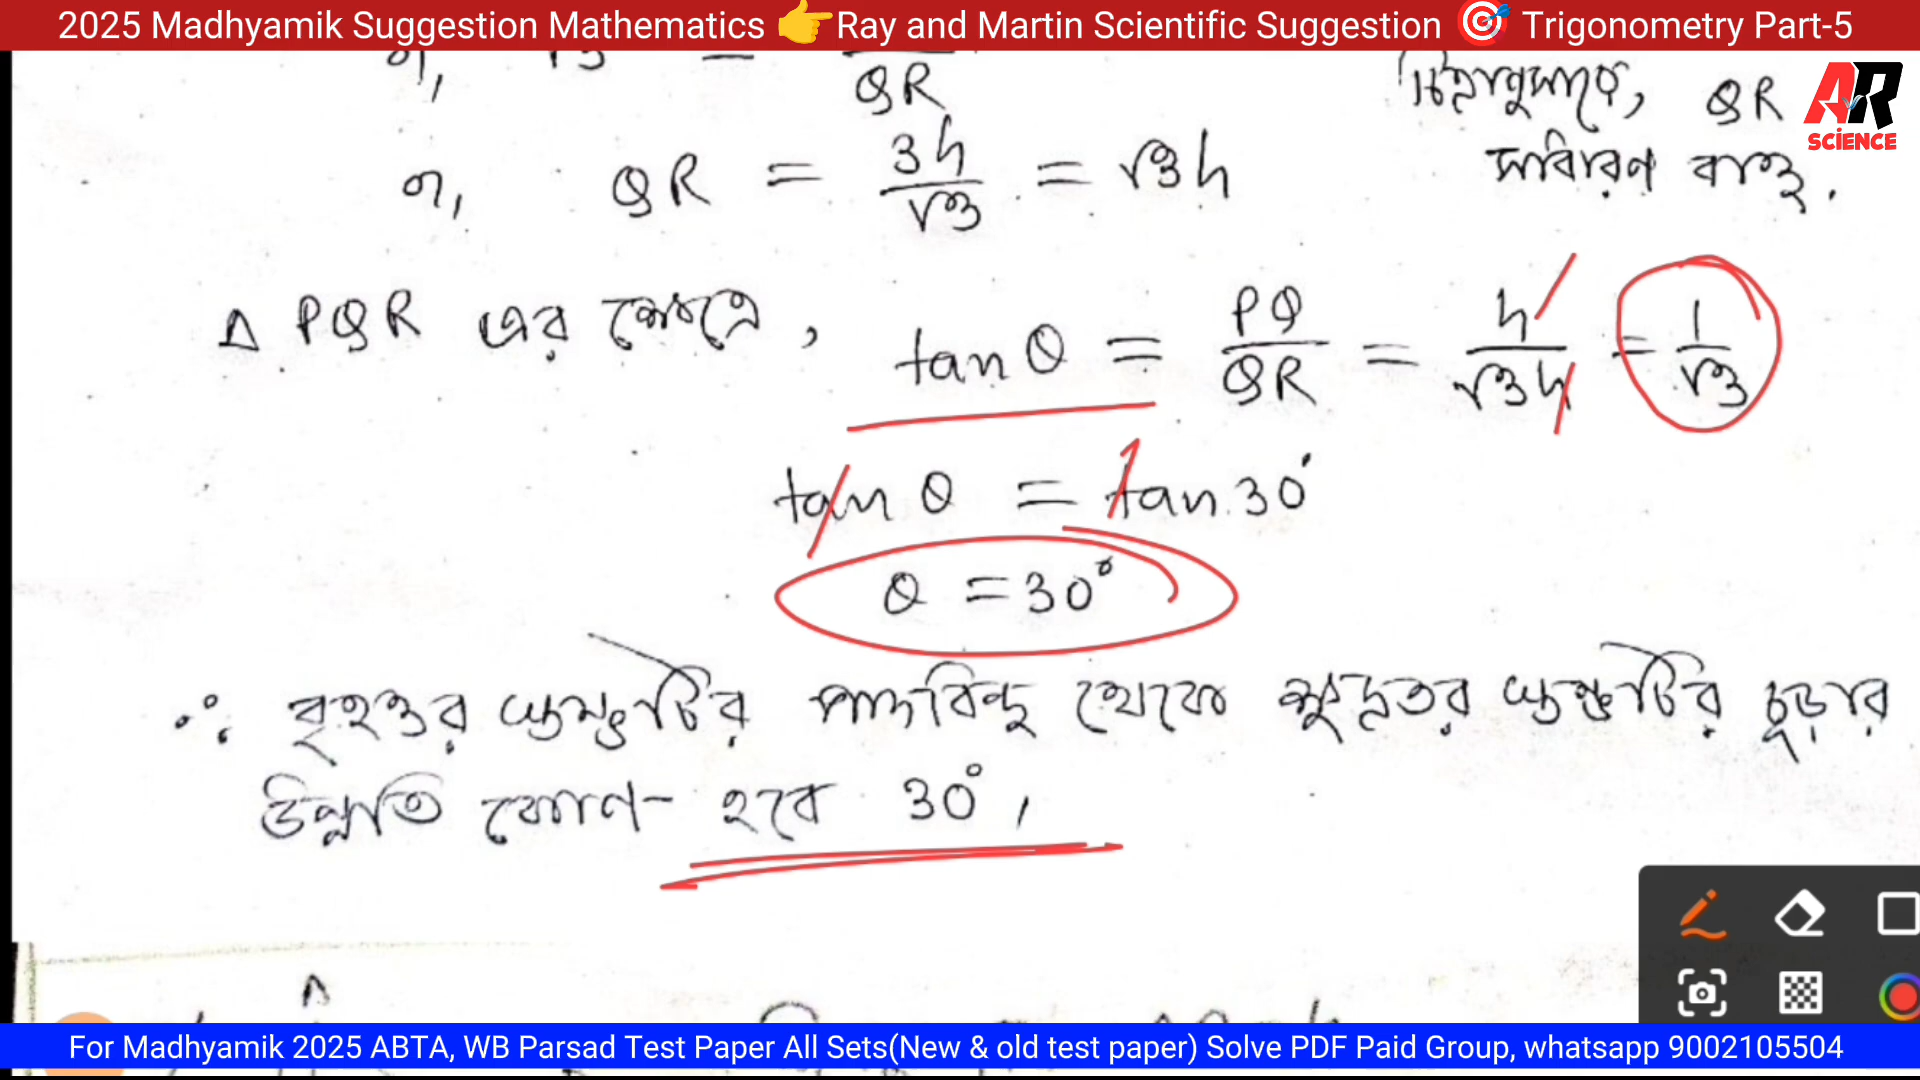 2025 Madhyamik Suggestion Mathematics 👉Ray and Martin Scientific Suggestion 🎯 Trigonometry Part-5
বা, √3 = / QR
চিত্রানুসারে, QR
AR
SCIENCE
সাধারণ বাহু.
বা, QR = 3h/√3 = √3h
Δ PQR এর ক্ষেত্রে, tan θ = PQ/QR = h/√3h = 1/√3
tan θ = tan 30°
θ = 30°
∴ বৃহত্তর স্তম্ভটির পাদবিন্দু থেকে ক্ষুদ্রতর স্তম্ভটির চূড়ার
উন্নতি কোণ হবে 30°।
For Madhyamik 2025 ABTA, WB Parsad Test Paper All Sets(New & old test paper) Solve PDF Paid Group, whatsapp 9002105504